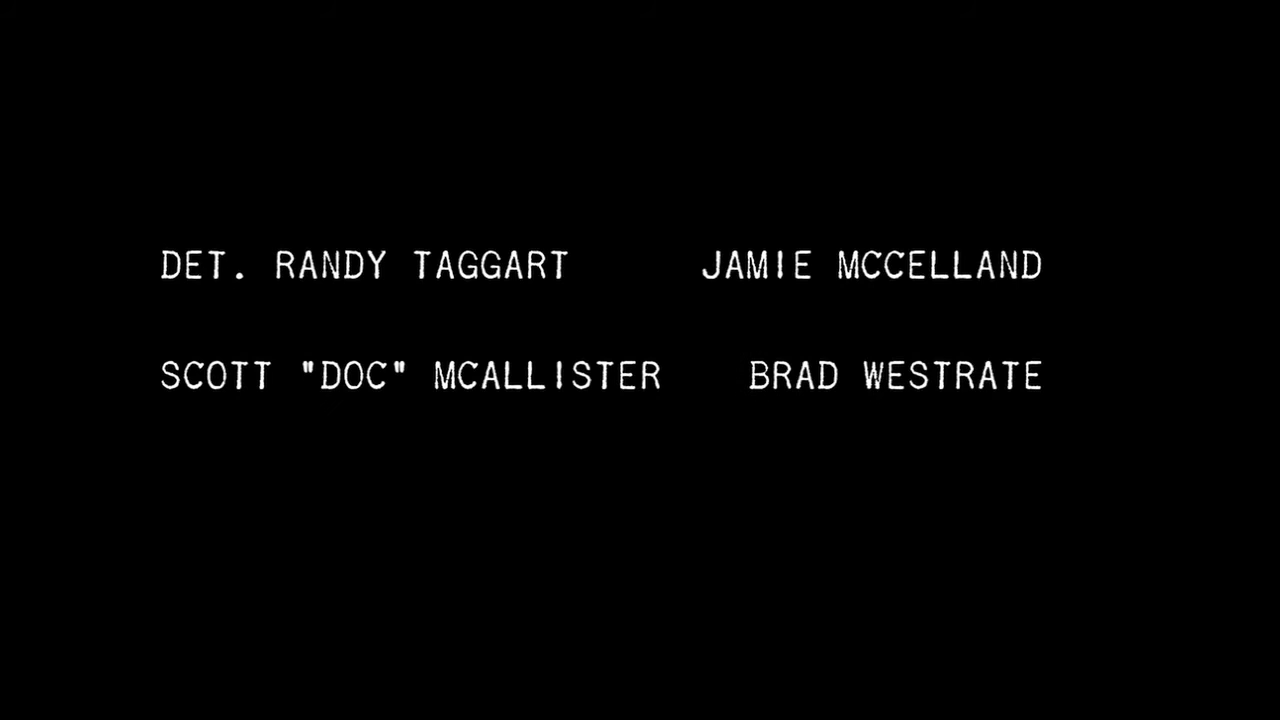 DET. RANDY TAGGART JAMIE MCCELLAND
SCOTT "DOC" MCALLISTER BRAD WESTRATE